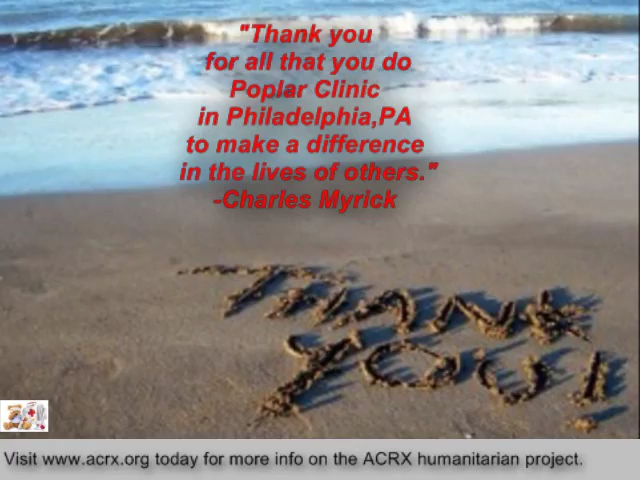 "Thank you
for all that you do
Poplar Clinic
in Philadelphia,PA
to make a difference
in the lives of others."
-Charles Myrick
THANK
YOU!
Visit www.acrx.org today for more info on the ACRX humanitarian project.